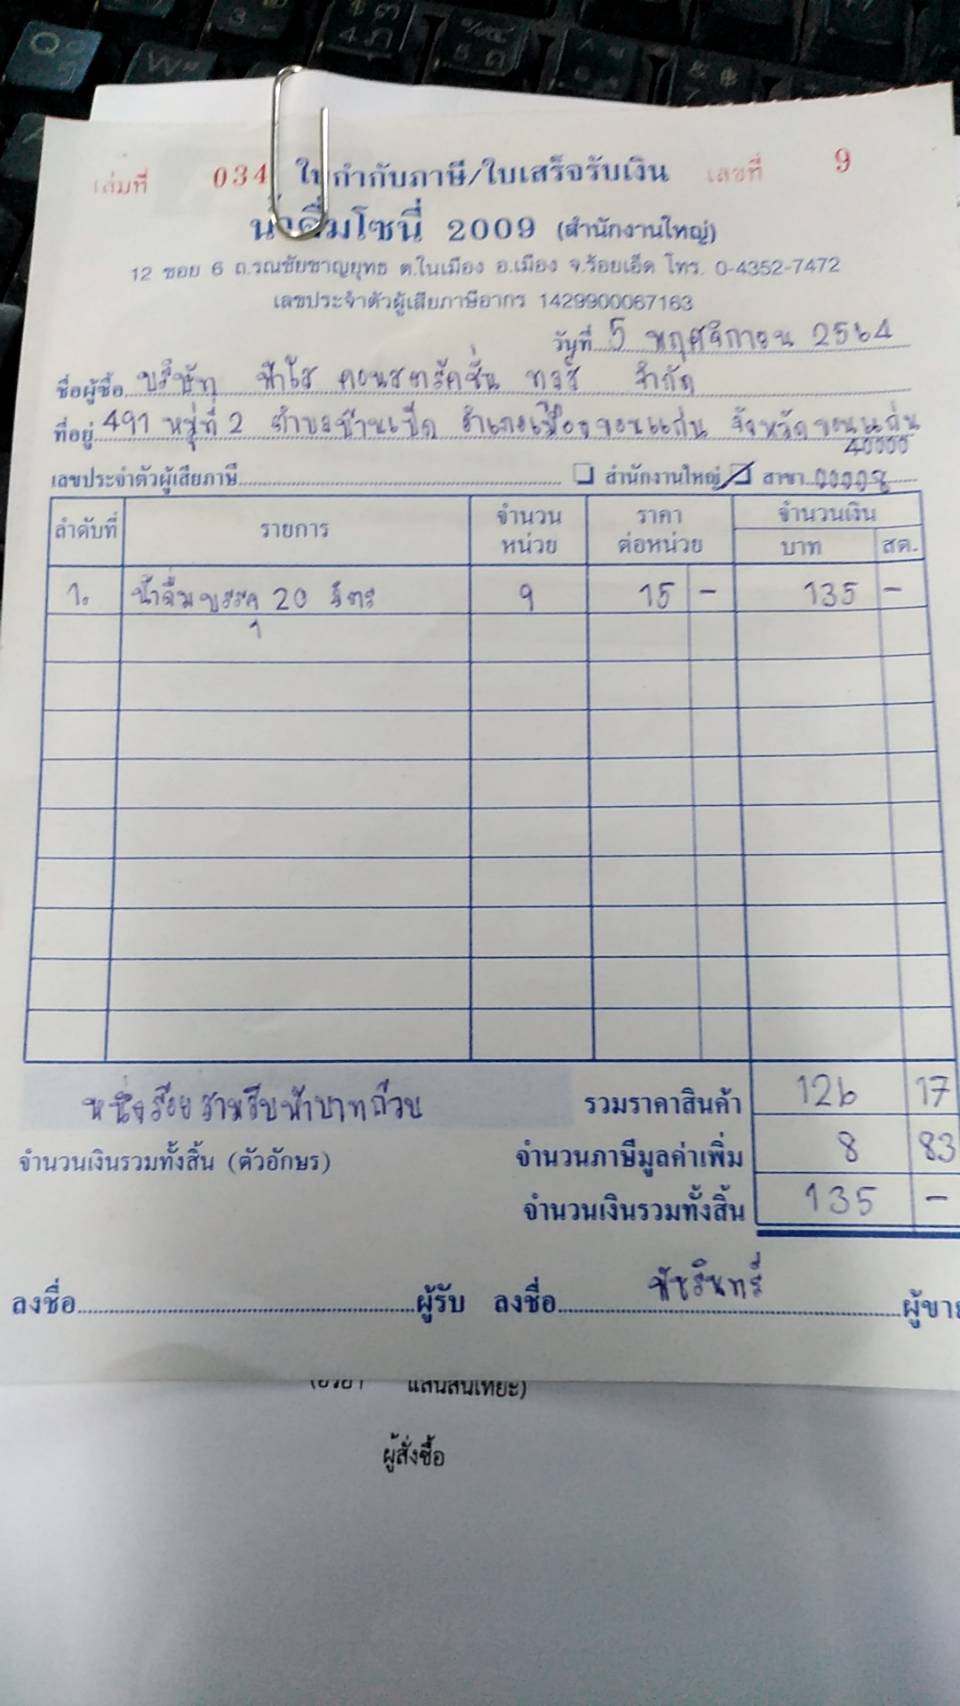 เล่มที่ 034 ใบกำกับภาษี/ใบเสร็จรับเงิน เลขที่ 9
น้ำดื่มโซนี่ 2009 (สำนักงานใหญ่)
12 ซอย 6 ถ.รณชัยชาญยุทธ ต.ในเมือง อ.เมือง จ.ร้อยเอ็ด โทร. 0-4352-7472
เลขประจำตัวผู้เสียภาษีอากร 1429900067163
วันที่ 5 พฤศจิกายน 2564
ชื่อผู้ซื้อ บริษัท คอนสตรัคชั่น จำกัด
ที่อยู่ 491 หมู่ที่ 2 ตำบลบ้านเป็ด อำเภอเมืองขอนแก่น จังหวัดขอนแก่น
40000
เลขประจำตัวผู้เสียภาษี สำนักงานใหญ่ สาขา
ลำดับที่ รายการ จำนวนหน่วย ราคาต่อหน่วย จำนวนเงิน
บาท สต.
1. น้ำดื่มบรรจุ 20 ลิตร 9 15 - 135 -
หนึ่งร้อยสามสิบห้าบาทถ้วน รวมราคาสินค้า 126 17
จำนวนเงินรวมทั้งสิ้น (ตัวอักษร) จำนวนภาษีมูลค่าเพิ่ม 8 83
จำนวนเงินรวมทั้งสิ้น 135 -
ลงชื่อ ผู้รับ ลงชื่อ พัชรินทร์ ผู้ขาย
ผู้สั่งซื้อ